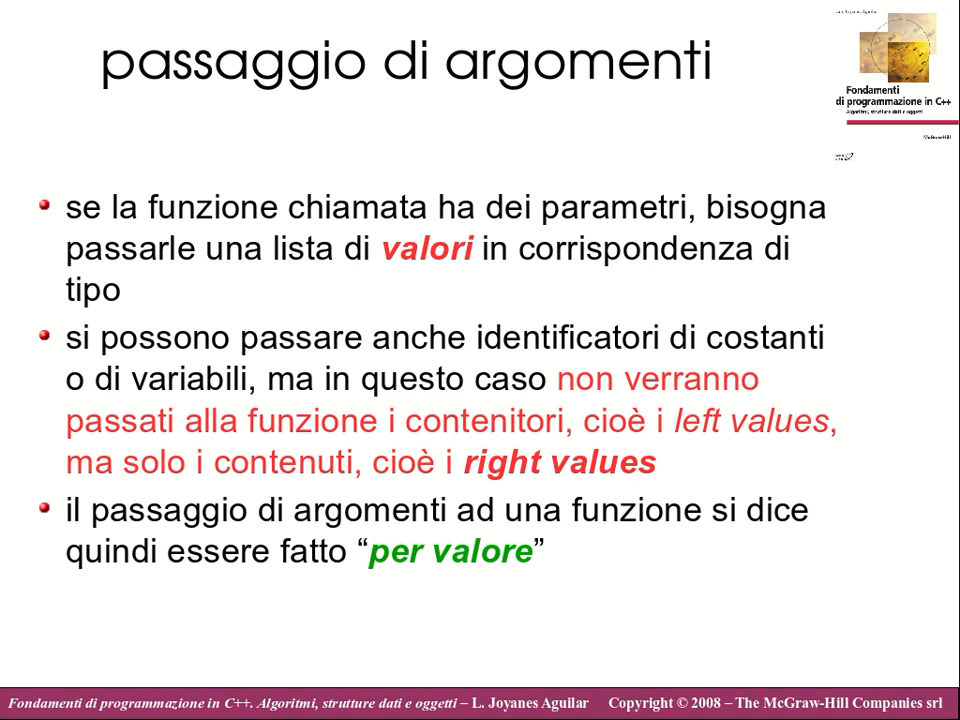 passaggio di argomenti
Fondamenti
di programmazione in C++
Algoritmi, strutture dati e oggetti
McGraw-Hill
se la funzione chiamata ha dei parametri, bisogna
passarle una lista di valori in corrispondenza di
tipo
si possono passare anche identificatori di costanti
o di variabili, ma in questo caso non verranno
passati alla funzione i contenitori, cioè i left values,
ma solo i contenuti, cioè i right values
il passaggio di argomenti ad una funzione si dice
quindi essere fatto “per valore”
Fondamenti di programmazione in C++. Algoritmi, strutture dati e oggetti – L. Joyanes Aguilar Copyright © 2008 – The McGraw-Hill Companies srl